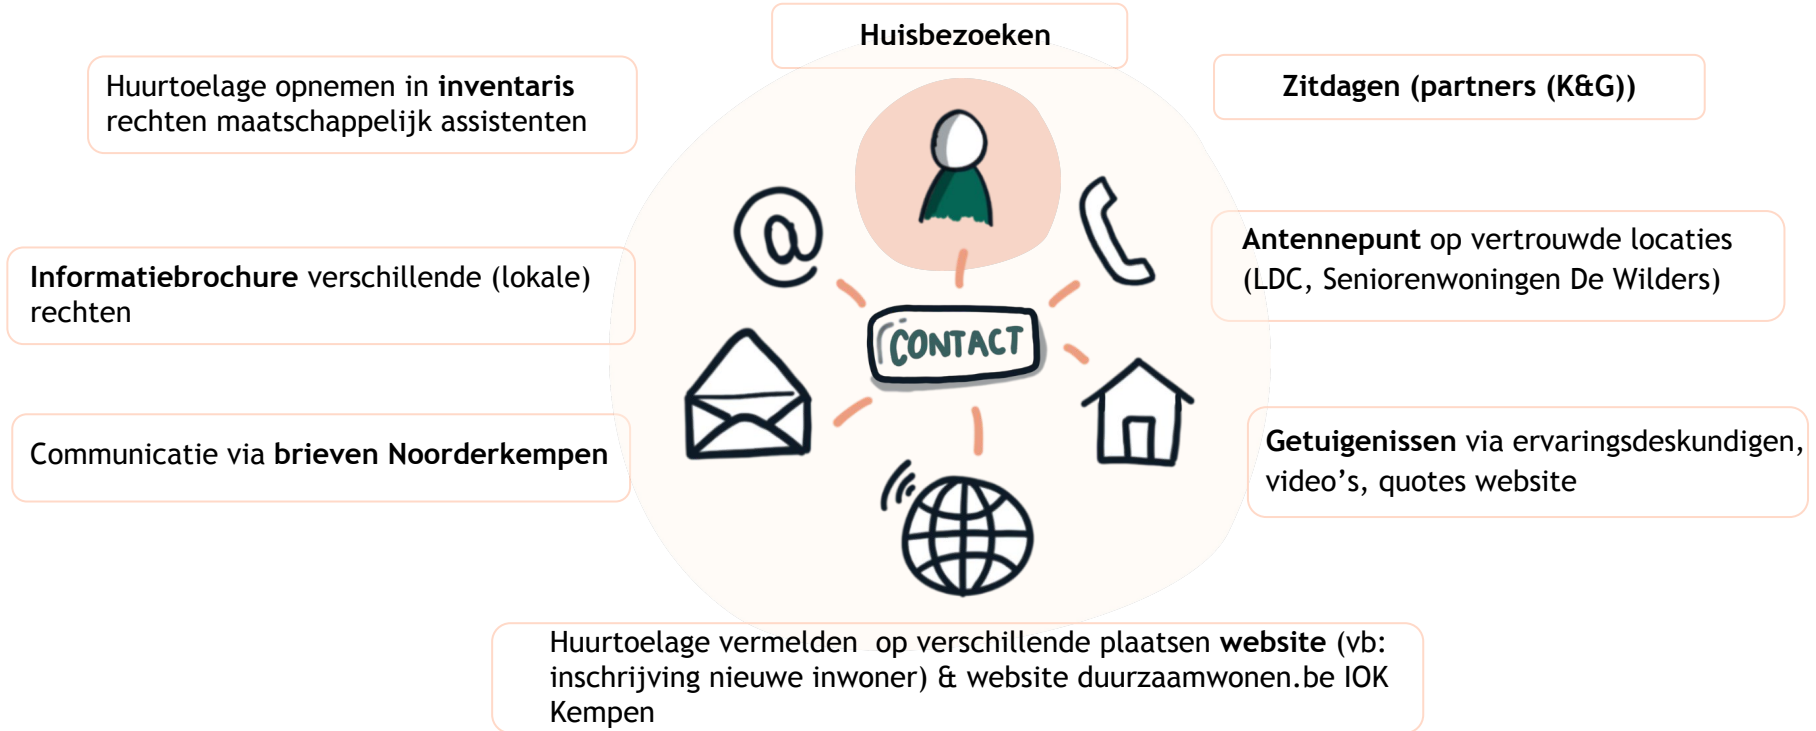 Huisbezoeken
Huurtoelage opnemen in inventaris
rechten maatschappelijk assistenten
Zitdagen (partners (K&G))
Informatiebrochure verschillende (lokale)
rechten
Antennepunt op vertrouwde locaties
(LDC, Seniorenwoningen De Wilders)
CONTACT
Communicatie via brieven Noorderkempen
Getuigenissen via ervaringsdeskundigen,
video’s, quotes website
Huurtoelage vermelden  op verschillende plaatsen website (vb:
inschrijving nieuwe inwoner) & website duurzaamwonen.be IOK
Kempen